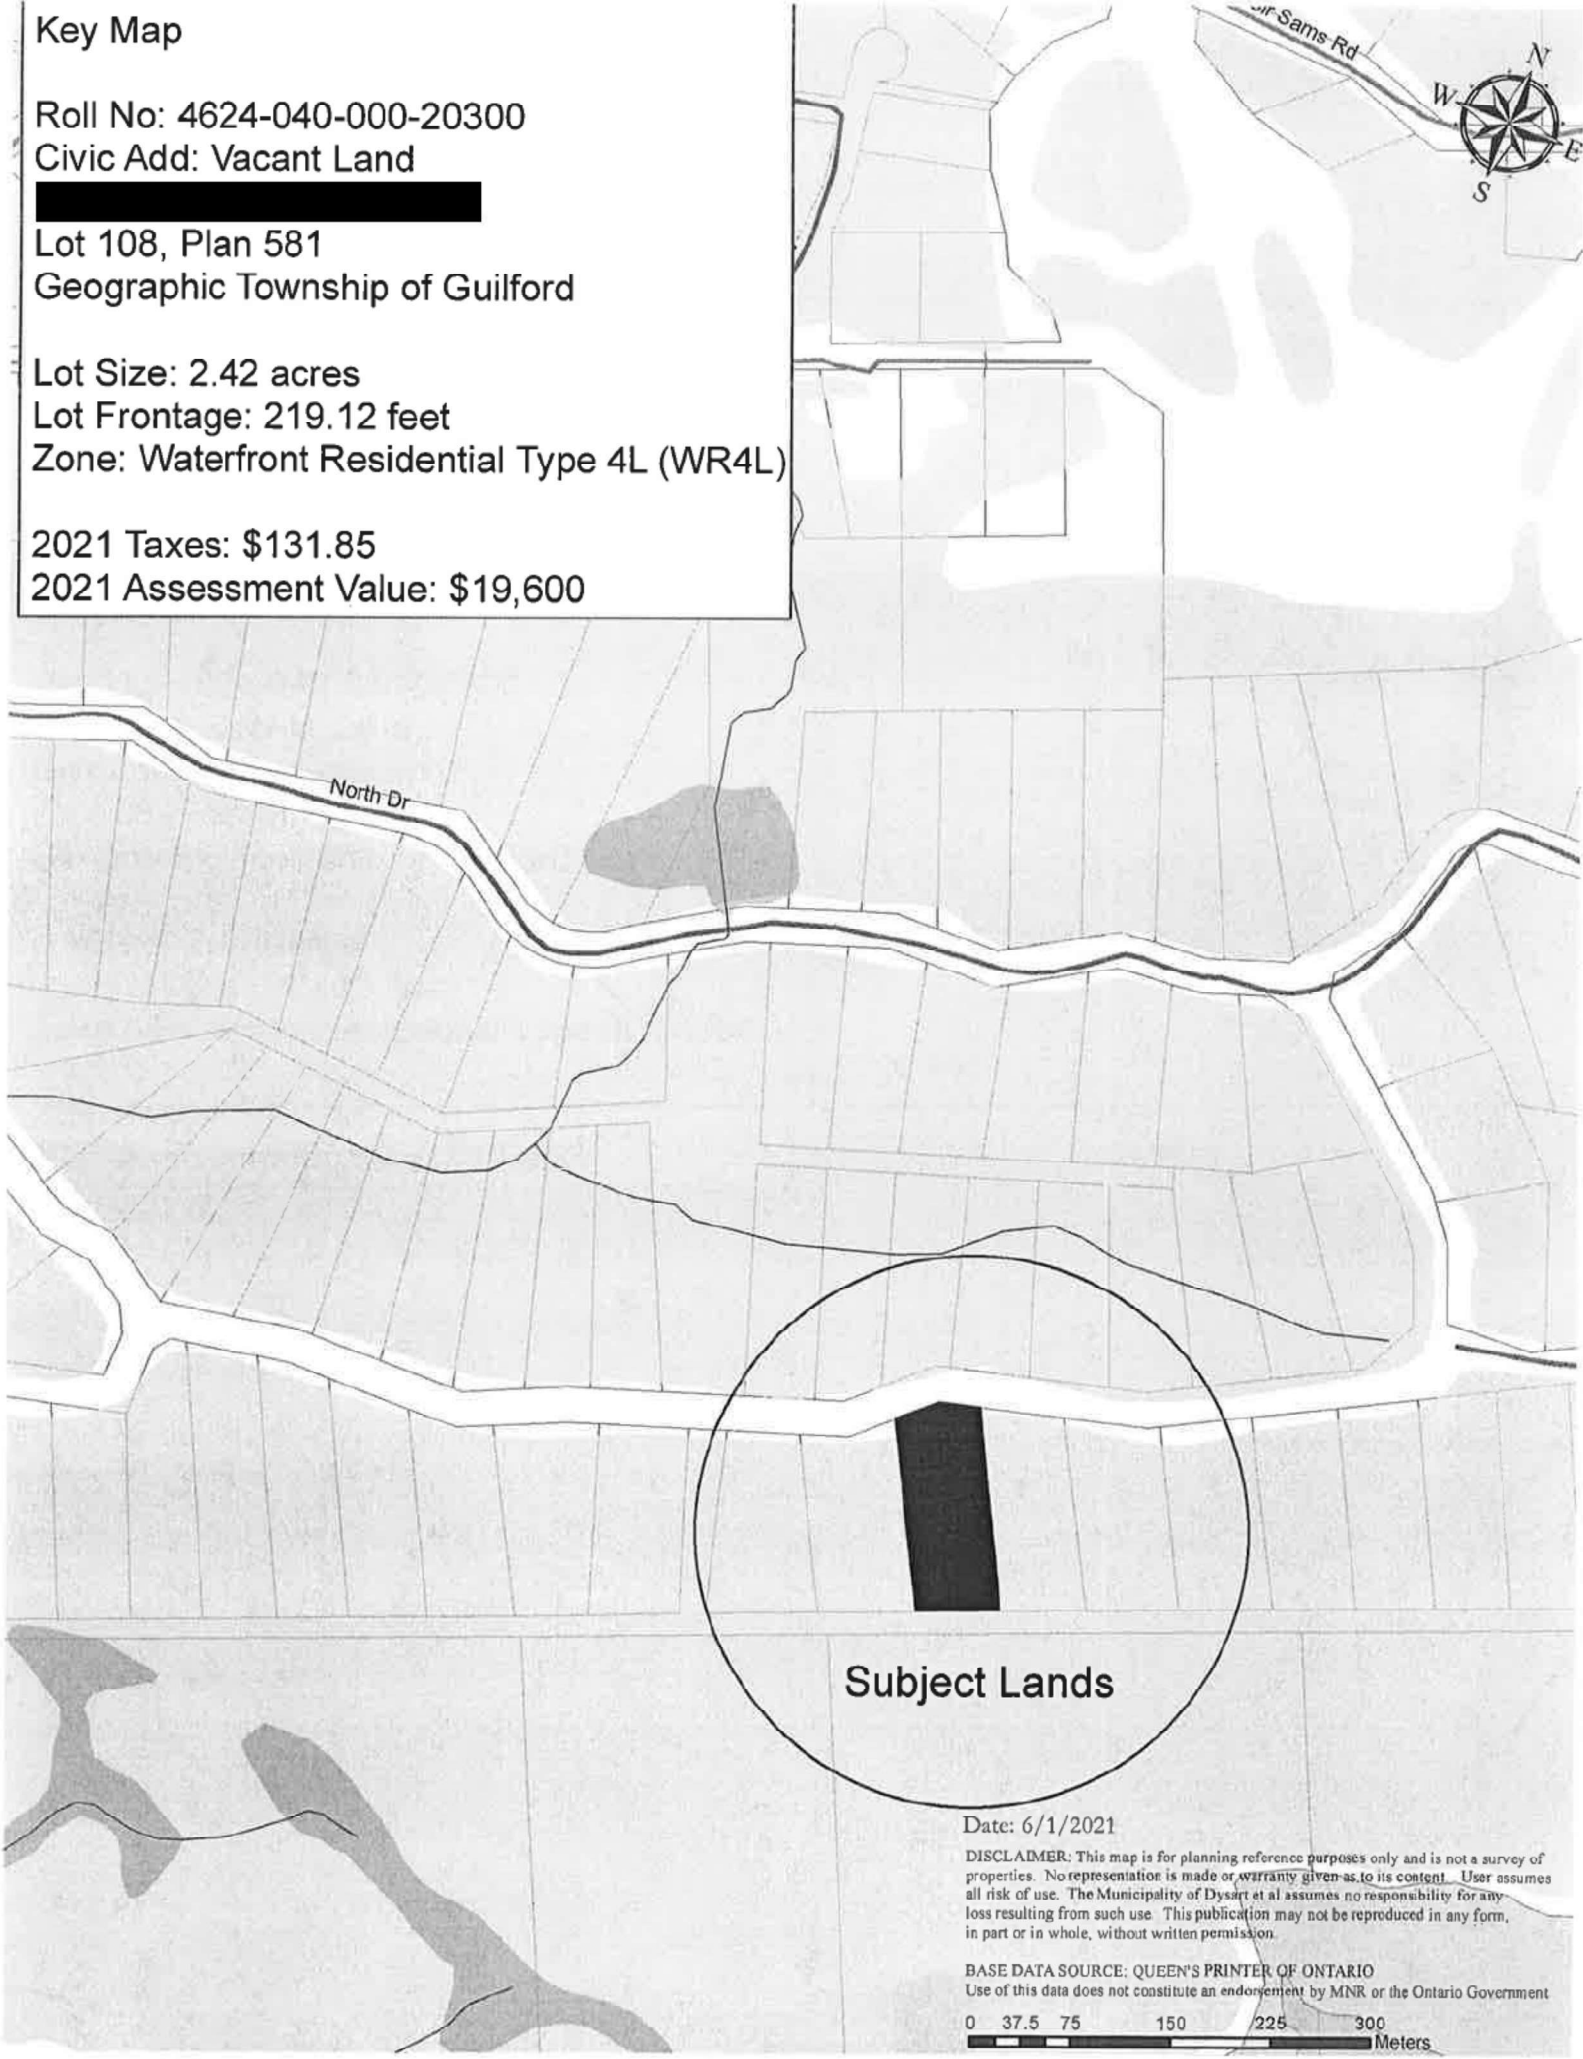 Key Map
Roll No: 4624-040-000-20300
Civic Add: Vacant Land
Lot 108, Plan 581
Geographic Township of Guilford
Lot Size: 2.42 acres
Lot Frontage: 219.12 feet
Zone: Waterfront Residential Type 4L (WR4L)
2021 Taxes: $131.85
2021 Assessment Value: $19,600
Sams Rd
N
W
E
S
North Dr
Subject Lands
Date: 6/1/2021
DISCLAIMER: This map is for planning reference purposes only and is not a survey of
properties. No representation is made or warranty given as to its content. User assumes
all risk of use. The Municipality of Dysart et al assumes no responsibility for any
loss resulting from such use. This publication may not be reproduced in any form,
in part or in whole, without written permission.
BASE DATA SOURCE: QUEEN'S PRINTER OF ONTARIO
Use of this data does not constitute an endorsement by MNR or the Ontario Government
0 37.5 75 150 225 300
Meters